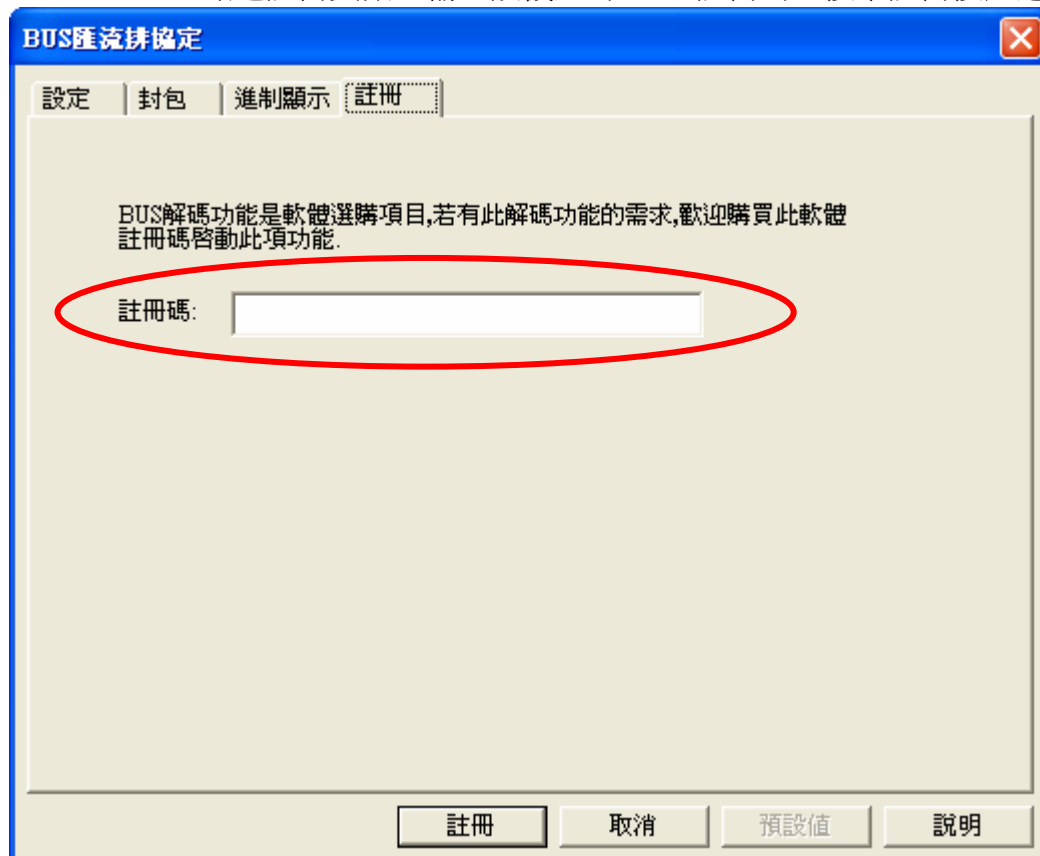 BUS匯流排協定
設定 封包 進制顯示 註冊
BUS解碼功能是軟體選購項目,若有此解碼功能的需求,歡迎購買此軟體
註冊碼啓動此項功能.
註冊碼:
註冊 取消 預設值 說明